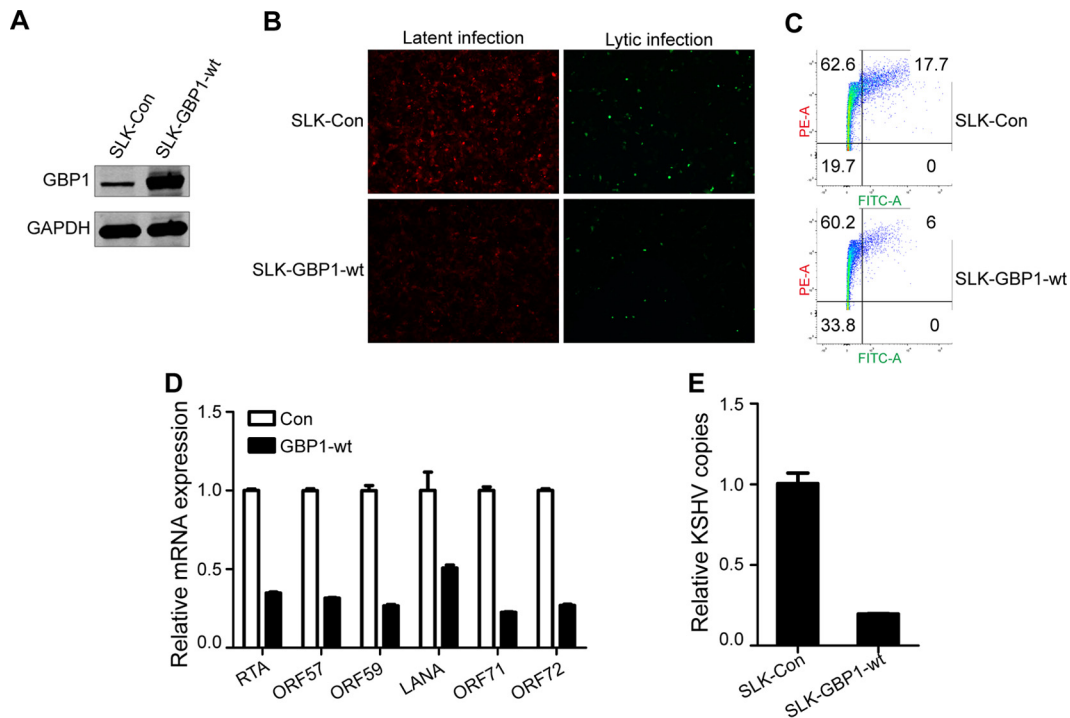 A
SLK-Con
SLK-GBP1-wt
GBP1
GAPDH
B
Latent infection
Lytic infection
SLK-Con
SLK-GBP1-wt
C
62.6
17.7
19.7
0
PE-A
FITC-A
SLK-Con
60.2
6
33.8
0
PE-A
FITC-A
SLK-GBP1-wt
D
Relative mRNA expression
1.5
1.0
0.5
0.0
Con
GBP1-wt
RTA
ORF57
ORF59
LANA
ORF71
ORF72
E
Relative KSHV copies
1.5
1.0
0.5
0.0
SLK-Con
SLK-GBP1-wt